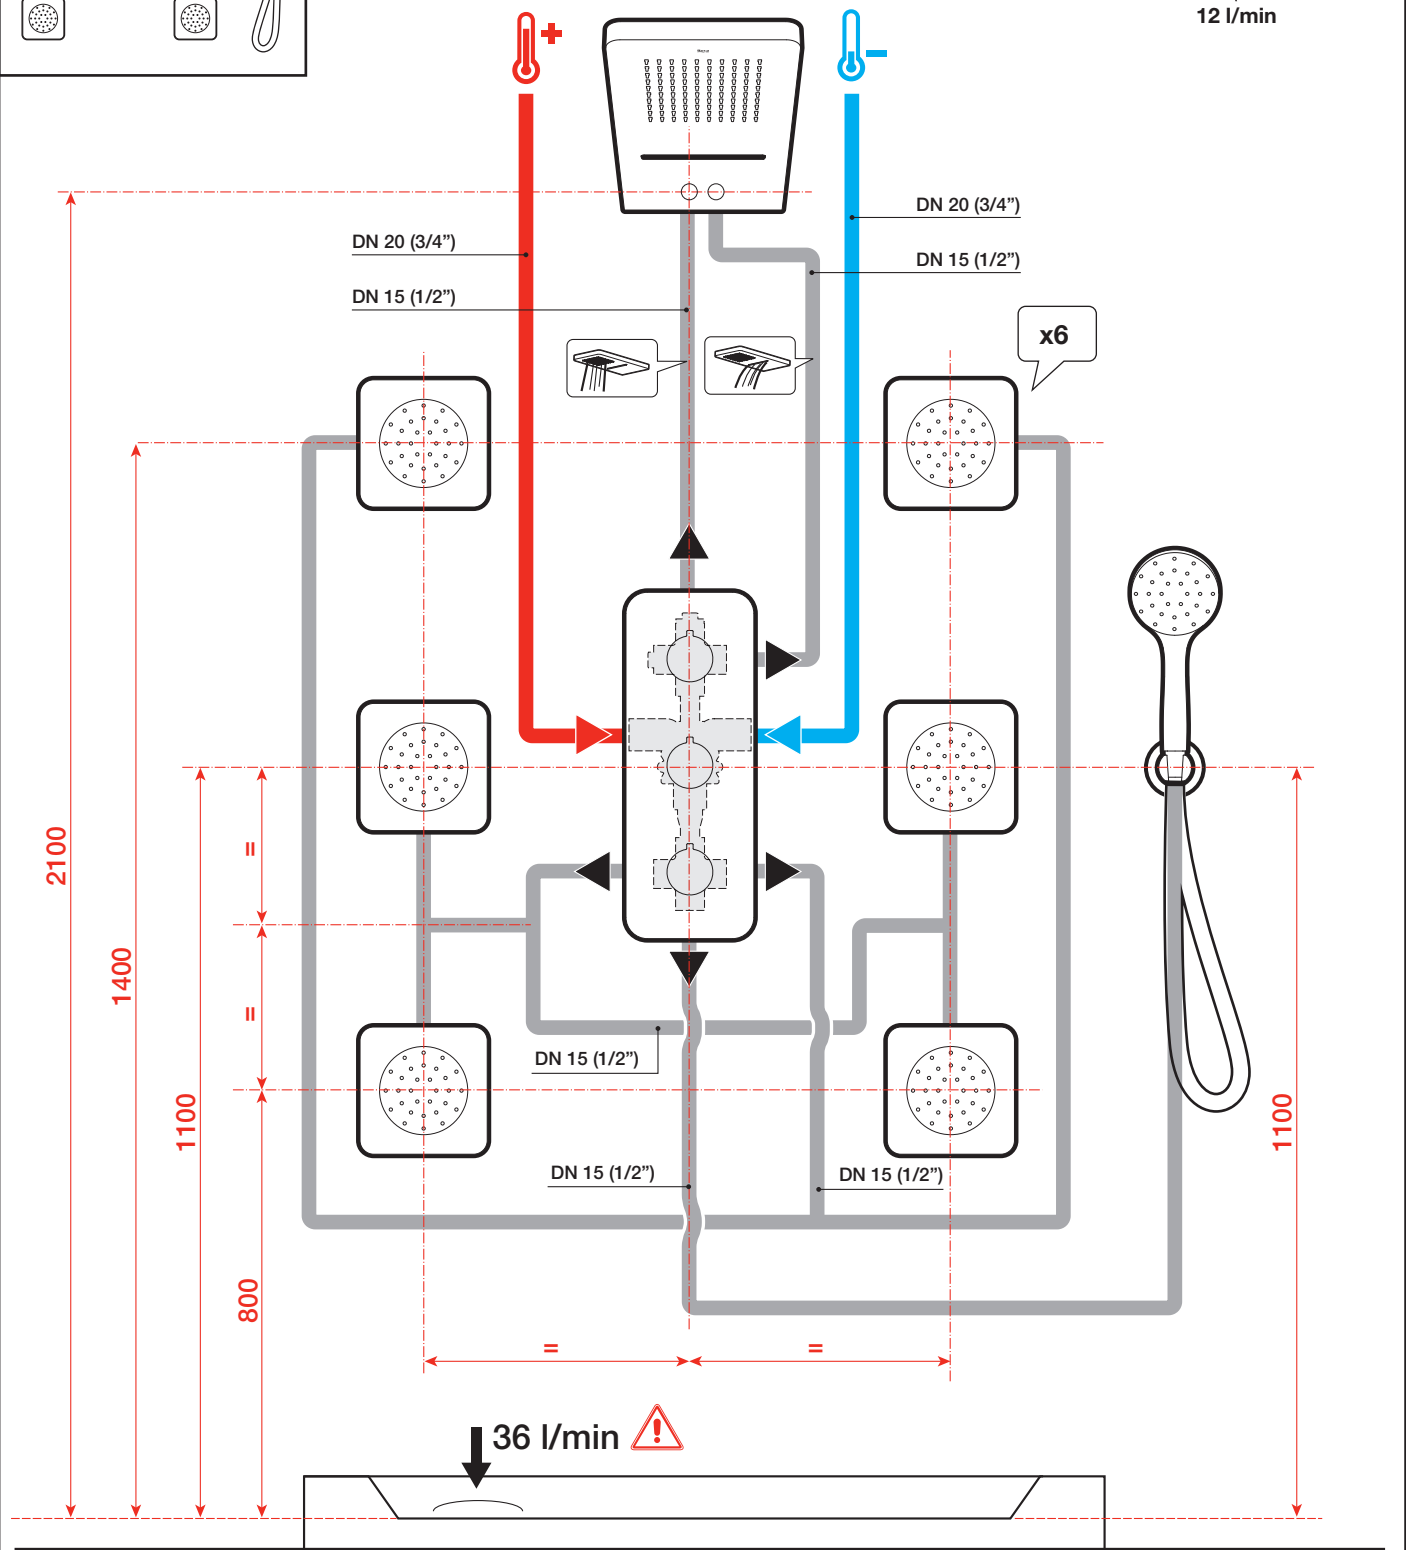 12 l/min
DN 20 (3/4”)
DN 20 (3/4”)
DN 15 (1/2”)
DN 15 (1/2”)
x6
2100
=
1400
=
DN 15 (1/2”)
1100
1100
DN 15 (1/2”)
DN 15 (1/2”)
800
=
=
36 l/min